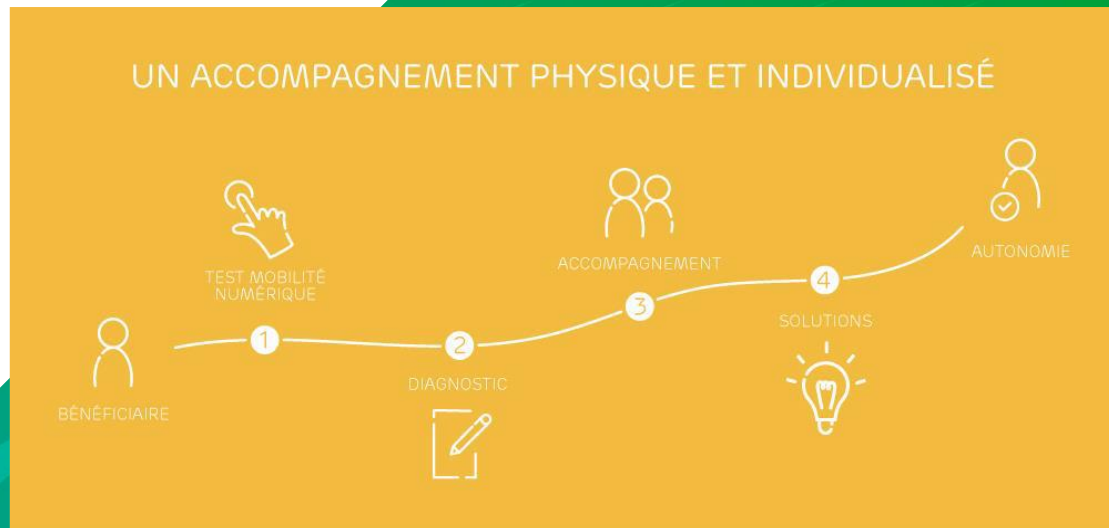 UN ACCOMPAGNEMENT PHYSIQUE ET INDIVIDUALISÉ
BÉNÉFICIAIRE
TEST MOBILITÉ
NUMÉRIQUE
1
2
DIAGNOSTIC
ACCOMPAGNEMENT
3
4
SOLUTIONS
AUTONOMIE